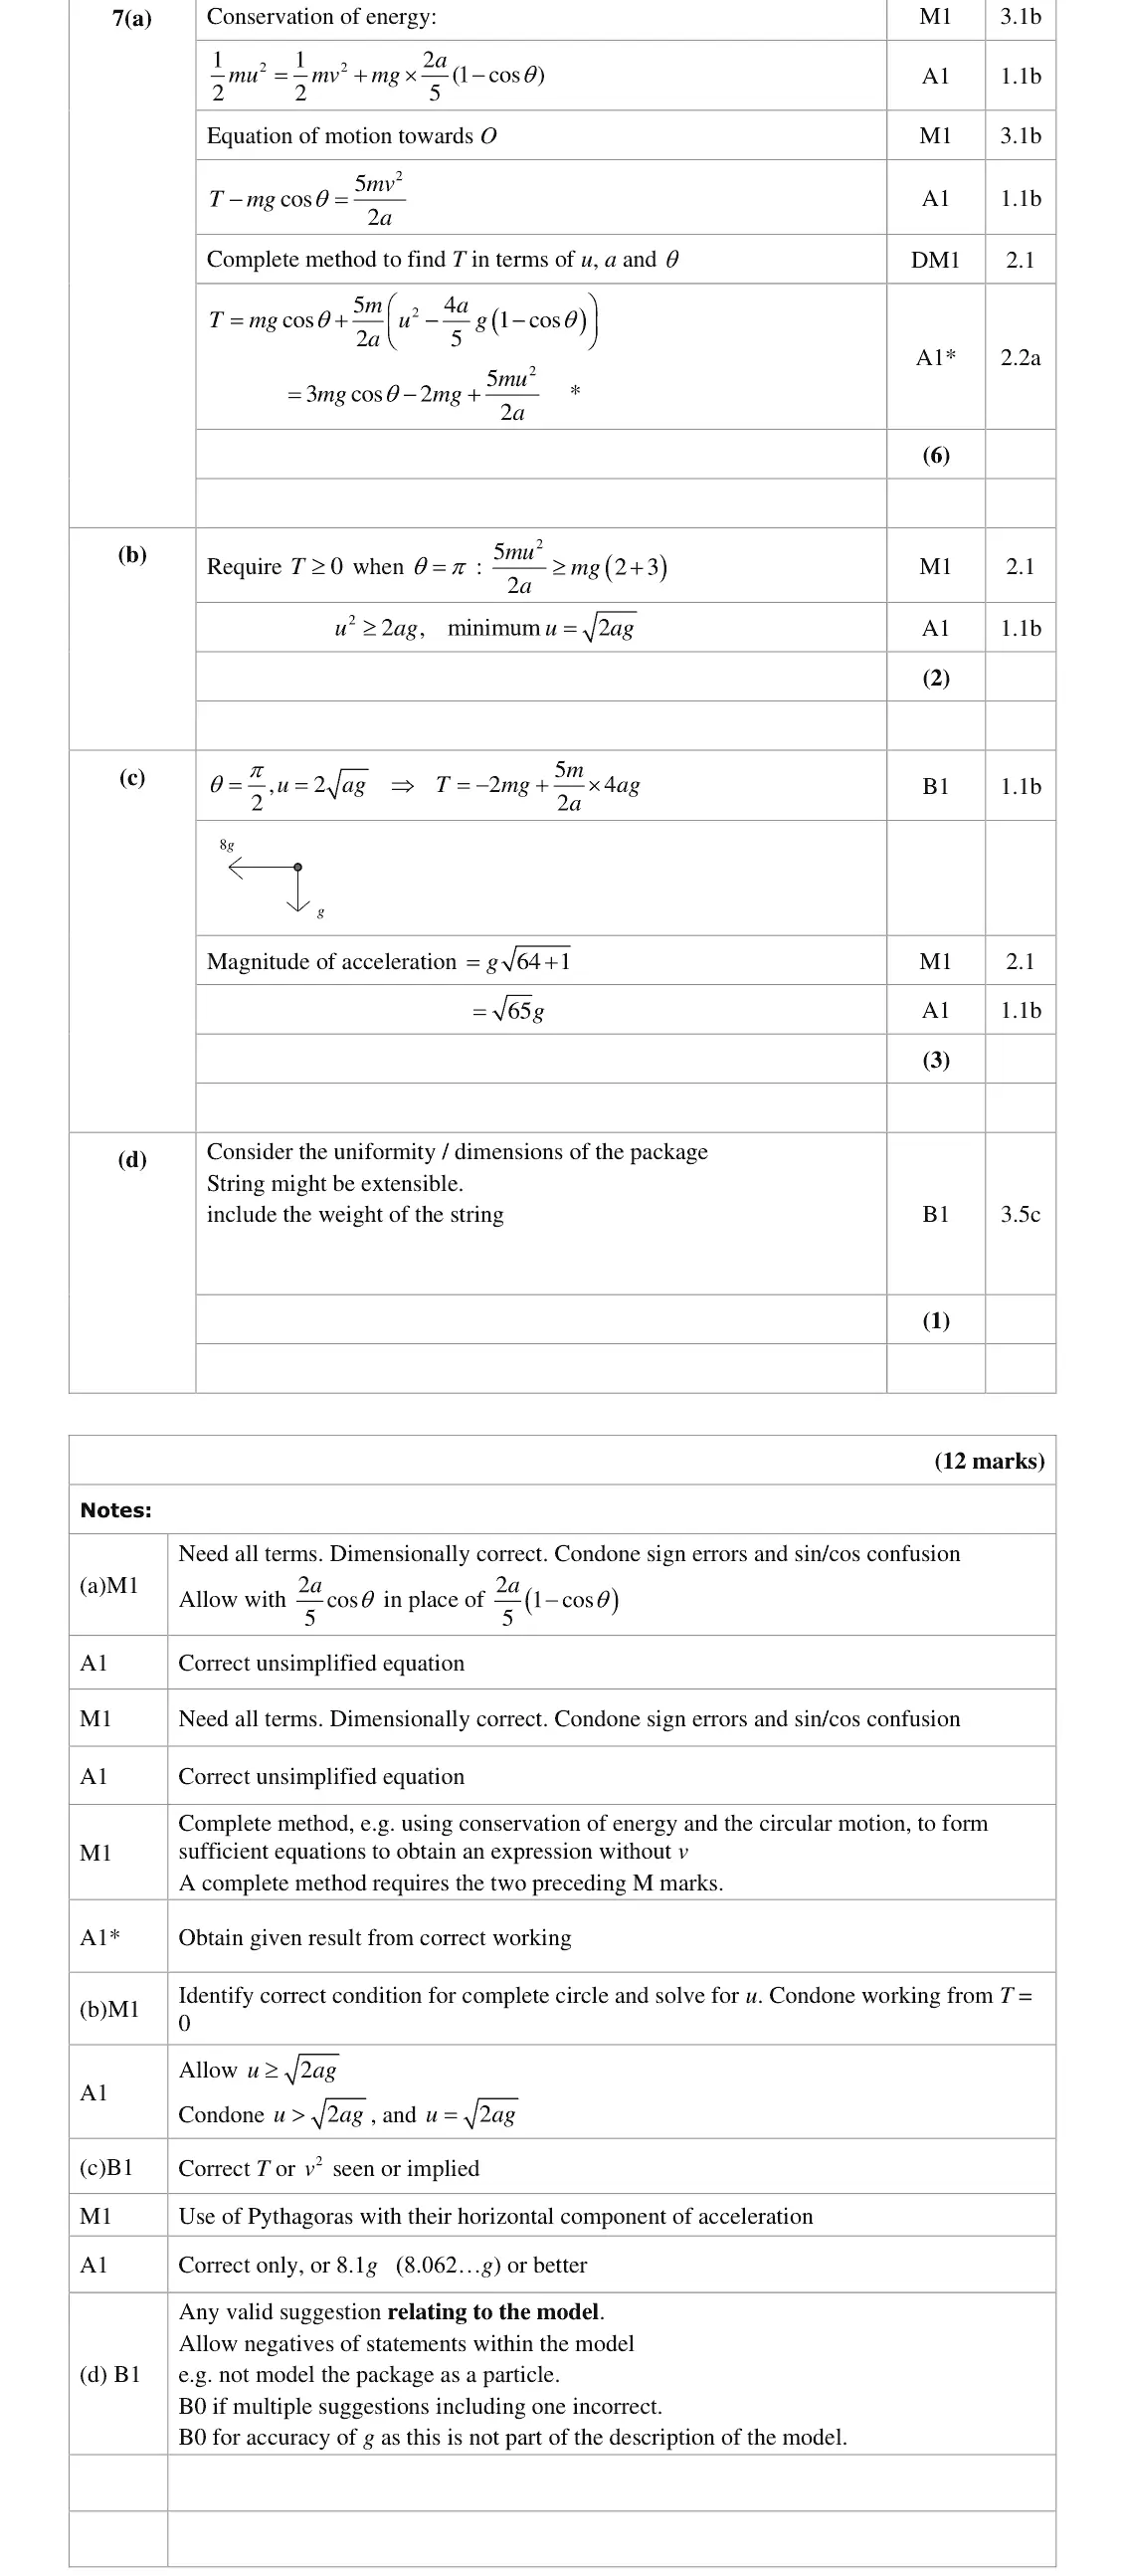 7(a) Conservation of energy: M1 3.1b
1/2 mu² = 1/2 mv² + mg × 2a/5 (1 − cos θ) A1 1.1b
Equation of motion towards O M1 3.1b
T − mg cos θ = 5mv²/2a A1 1.1b
Complete method to find T in terms of u, a and θ DM1 2.1
T = mg cos θ + 5m/2a (u² − 4a/5 g(1 − cos θ))
= 3mg cos θ − 2mg + 5mu²/2a * A1* 2.2a
(6)
(b) Require T ≥ 0 when θ = π : 5mu²/2a ≥ mg(2 + 3) M1 2.1
u² ≥ 2ag, minimum u = √2ag A1 1.1b
(2)
(c) θ = π/2, u = 2√ag ⇒ T = −2mg + 5m/2a × 4ag B1 1.1b
8g
g
Magnitude of acceleration = g√64 + 1 M1 2.1
= √65g A1 1.1b
(3)
(d) Consider the uniformity / dimensions of the package
String might be extensible.
include the weight of the string B1 3.5c
(1)
(12 marks)
Notes:
(a)M1 Need all terms. Dimensionally correct. Condone sign errors and sin/cos confusion
Allow with 2a/5 cos θ in place of 2a/5 (1 − cos θ)
A1 Correct unsimplified equation
M1 Need all terms. Dimensionally correct. Condone sign errors and sin/cos confusion
A1 Correct unsimplified equation
M1 Complete method, e.g. using conservation of energy and the circular motion, to form
sufficient equations to obtain an expression without v
A complete method requires the two preceding M marks.
A1* Obtain given result from correct working
(b)M1 Identify correct condition for complete circle and solve for u. Condone working from T =
0
A1 Allow u ≥ √2ag
Condone u > √2ag , and u = √2ag
(c)B1 Correct T or v² seen or implied
M1 Use of Pythagoras with their horizontal component of acceleration
A1 Correct only, or 8.1g (8.062…g) or better
(d) B1 Any valid suggestion relating to the model.
Allow negatives of statements within the model
e.g. not model the package as a particle.
B0 if multiple suggestions including one incorrect.
B0 for accuracy of g as this is not part of the description of the model.